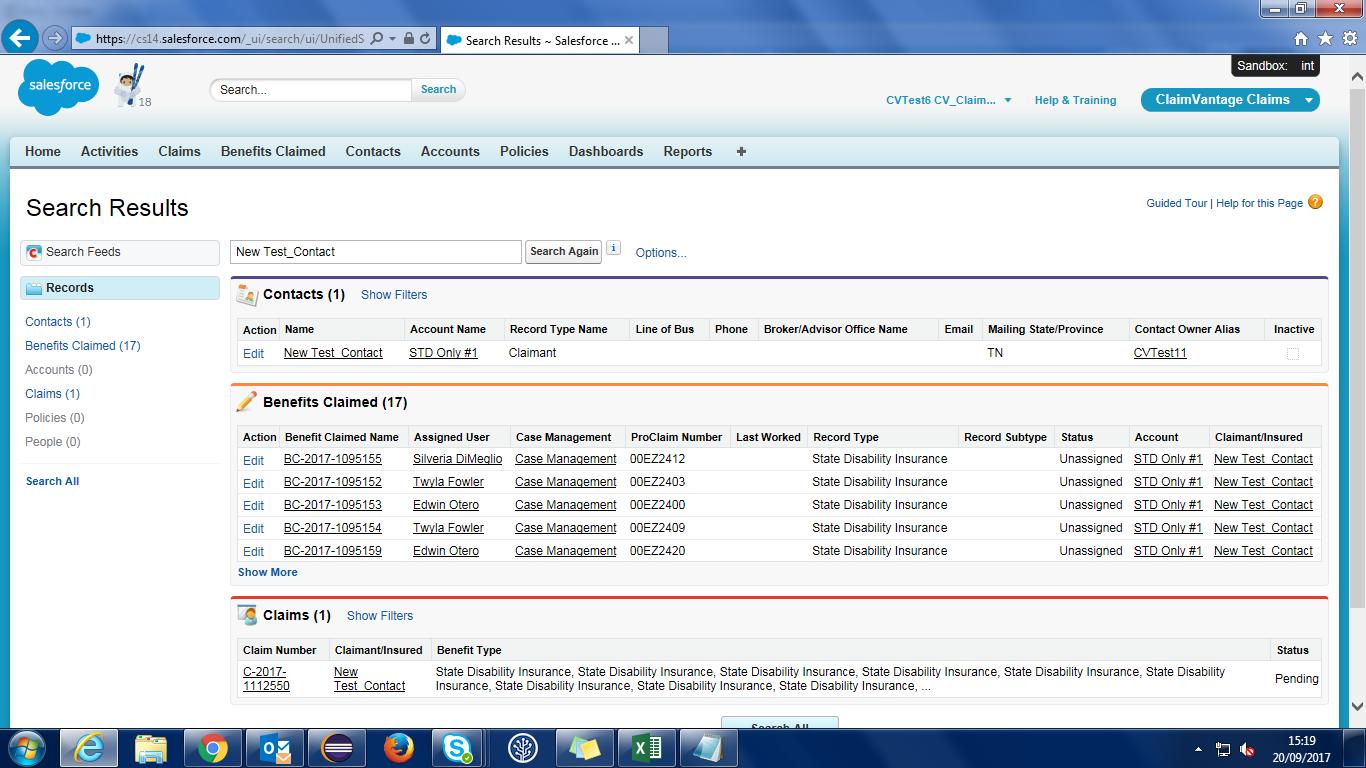 https://cs14.salesforce.com/_ui/search/ui/UnifiedS
Search Results ~ Salesforce ...
Sandbox: int
salesforce
18
Search...
Search
CVTest6 CV_Claim...
Help & Training
ClaimVantage Claims
Home Activities Claims Benefits Claimed Contacts Accounts Policies Dashboards Reports +
Search Results
Guided Tour | Help for this Page ?
Search Feeds
New Test_Contact
Search Again
i
Options...
Records
Contacts (1)
Benefits Claimed (17)
Accounts (0)
Claims (1)
Policies (0)
People (0)
Search All
Contacts (1) Show Filters
Action Name Account Name Record Type Name Line of Bus Phone Broker/Advisor Office Name Email Mailing State/Province Contact Owner Alias Inactive
Edit New Test_Contact STD Only #1 Claimant TN CVTest11
Benefits Claimed (17)
Action Benefit Claimed Name Assigned User Case Management ProClaim Number Last Worked Record Type Record Subtype Status Account Claimant/Insured
Edit BC-2017-1095155 Silveria DiMeglio Case Management 00EZ2412 State Disability Insurance Unassigned STD Only #1 New Test_Contact
Edit BC-2017-1095152 Twyla Fowler Case Management 00EZ2403 State Disability Insurance Unassigned STD Only #1 New Test_Contact
Edit BC-2017-1095153 Edwin Otero Case Management 00EZ2400 State Disability Insurance Unassigned STD Only #1 New Test_Contact
Edit BC-2017-1095154 Twyla Fowler Case Management 00EZ2409 State Disability Insurance Unassigned STD Only #1 New Test_Contact
Edit BC-2017-1095159 Edwin Otero Case Management 00EZ2420 State Disability Insurance Unassigned STD Only #1 New Test_Contact
Show More
Claims (1) Show Filters
Claim Number Claimant/Insured Benefit Type Status
C-2017-
1112550
New
Test_Contact
State Disability Insurance, State Disability Insurance, State Disability Insurance, State Disability Insurance, State Disability Insurance, State Disability
Insurance, State Disability Insurance, State Disability Insurance, State Disability Insurance, ...
Pending
Search All
15:19
20/09/2017